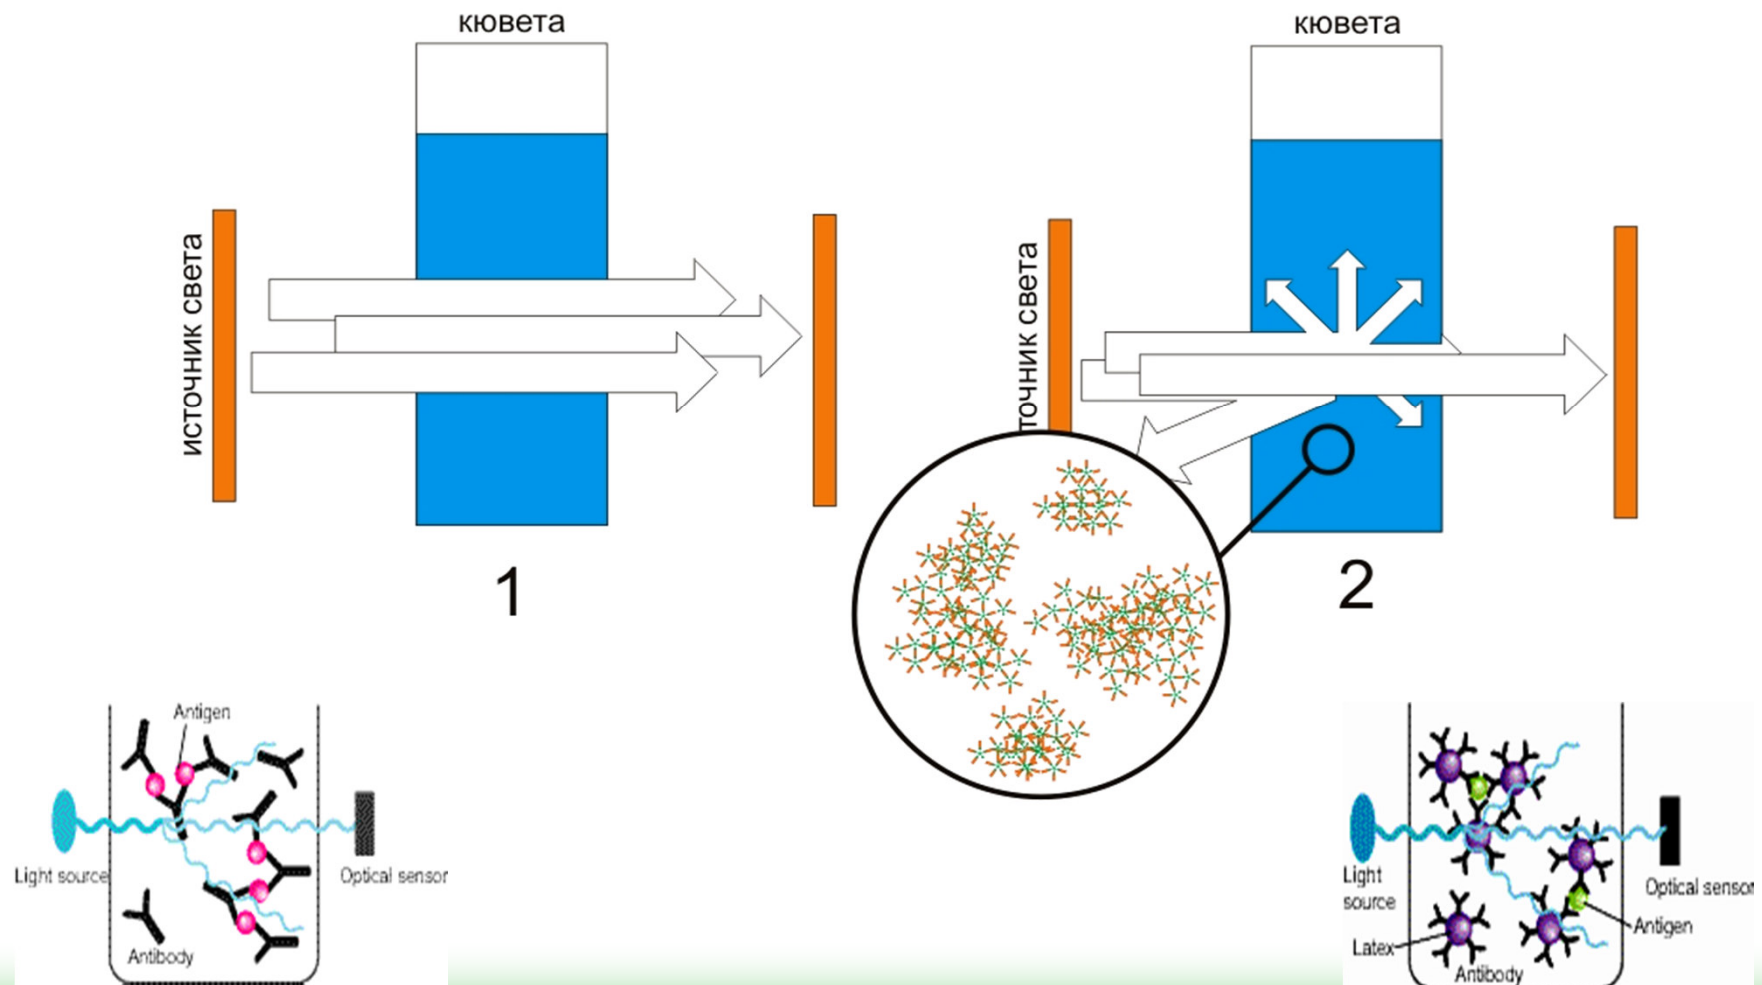 кювета
кювета
источник света
точник света
1
2
Antigen
Light source
Optical sensor
Antibody
Light
source
Optical sensor
Antigen
Latex
Antibody